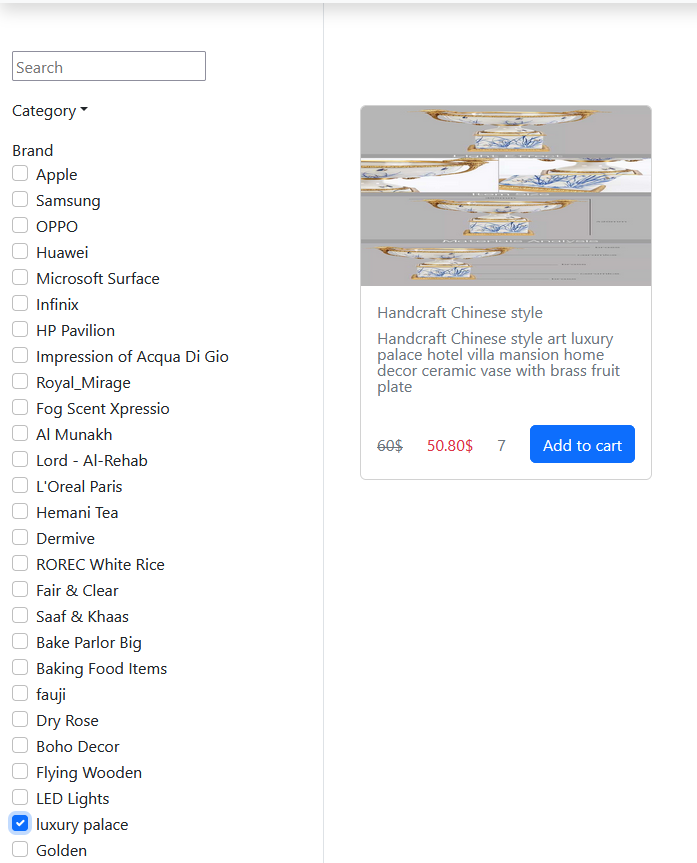 Search
Category
Brand
Apple
Samsung
OPPO
Huawei
Microsoft Surface
Infinix
HP Pavilion
Impression of Acqua Di Gio
Royal_Mirage
Fog Scent Xpressio
Al Munakh
Lord - Al-Rehab
L'Oreal Paris
Hemani Tea
Dermive
ROREC White Rice
Fair & Clear
Saaf & Khaas
Bake Parlor Big
Baking Food Items
fauji
Dry Rose
Boho Decor
Flying Wooden
LED Lights
luxury palace
Golden
Materials Analysis
Handcraft Chinese style
Handcraft Chinese style art luxury
palace hotel villa mansion home
decor ceramic vase with brass fruit
plate
60$ 50.80$ 7 Add to cart